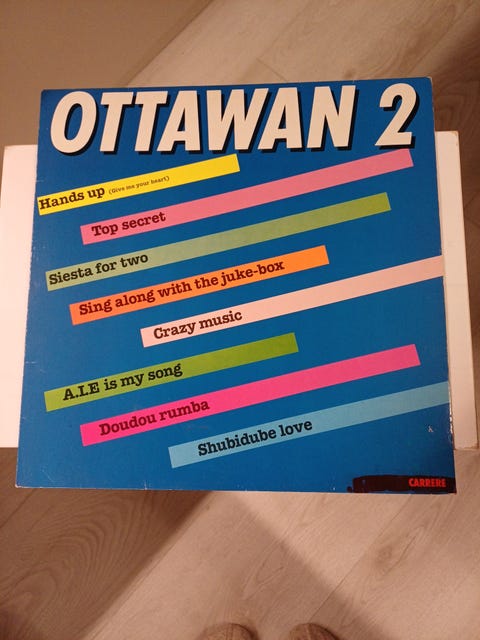 OTTAWAN 2
Hands up (Give me your heart)
Top secret
Siesta for two
Sing along with the juke-box
Crazy music
A.I.E is my song
Doudou rumba
Shubidube love
CARRERE